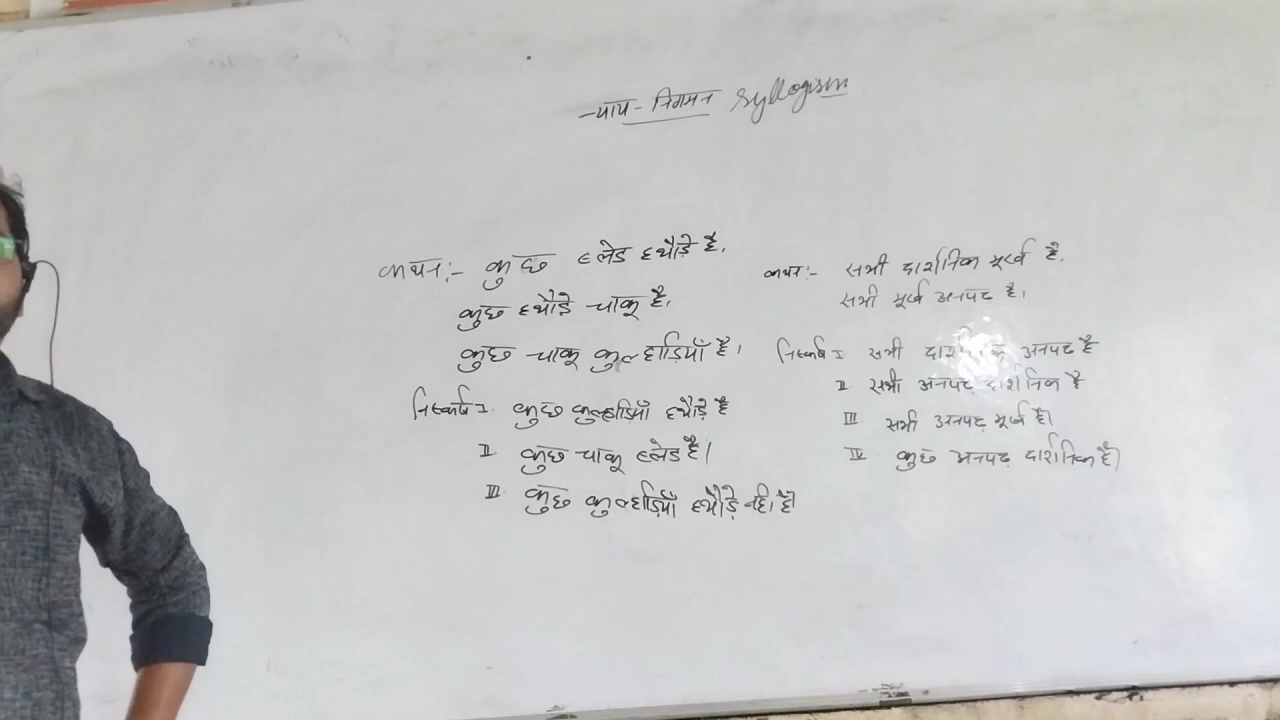 न्याय - निगमन Syllogism
कथन:- कुछ ब्लेड हथौड़े है.
कुछ हथौड़े चाकू है.
कुछ चाकू कुल्हाड़ियाँ है।
निष्कर्ष I. कुछ कुल्हाड़ियाँ हथौड़े है
II कुछ चाकू ब्लेड है।
III कुछ कुल्हाड़ियाँ हथौड़े नही है।
कथन:- सभी दार्शनिक मूर्ख है.
सभी मूर्ख अनपढ है।
निष्कर्ष I सभी दार्शनिक अनपढ है
II सभी अनपढ़ दार्शनिक है
III सभी अनपढ़ मूर्ख है।
IV कुछ अनपढ़ दार्शनिक है।